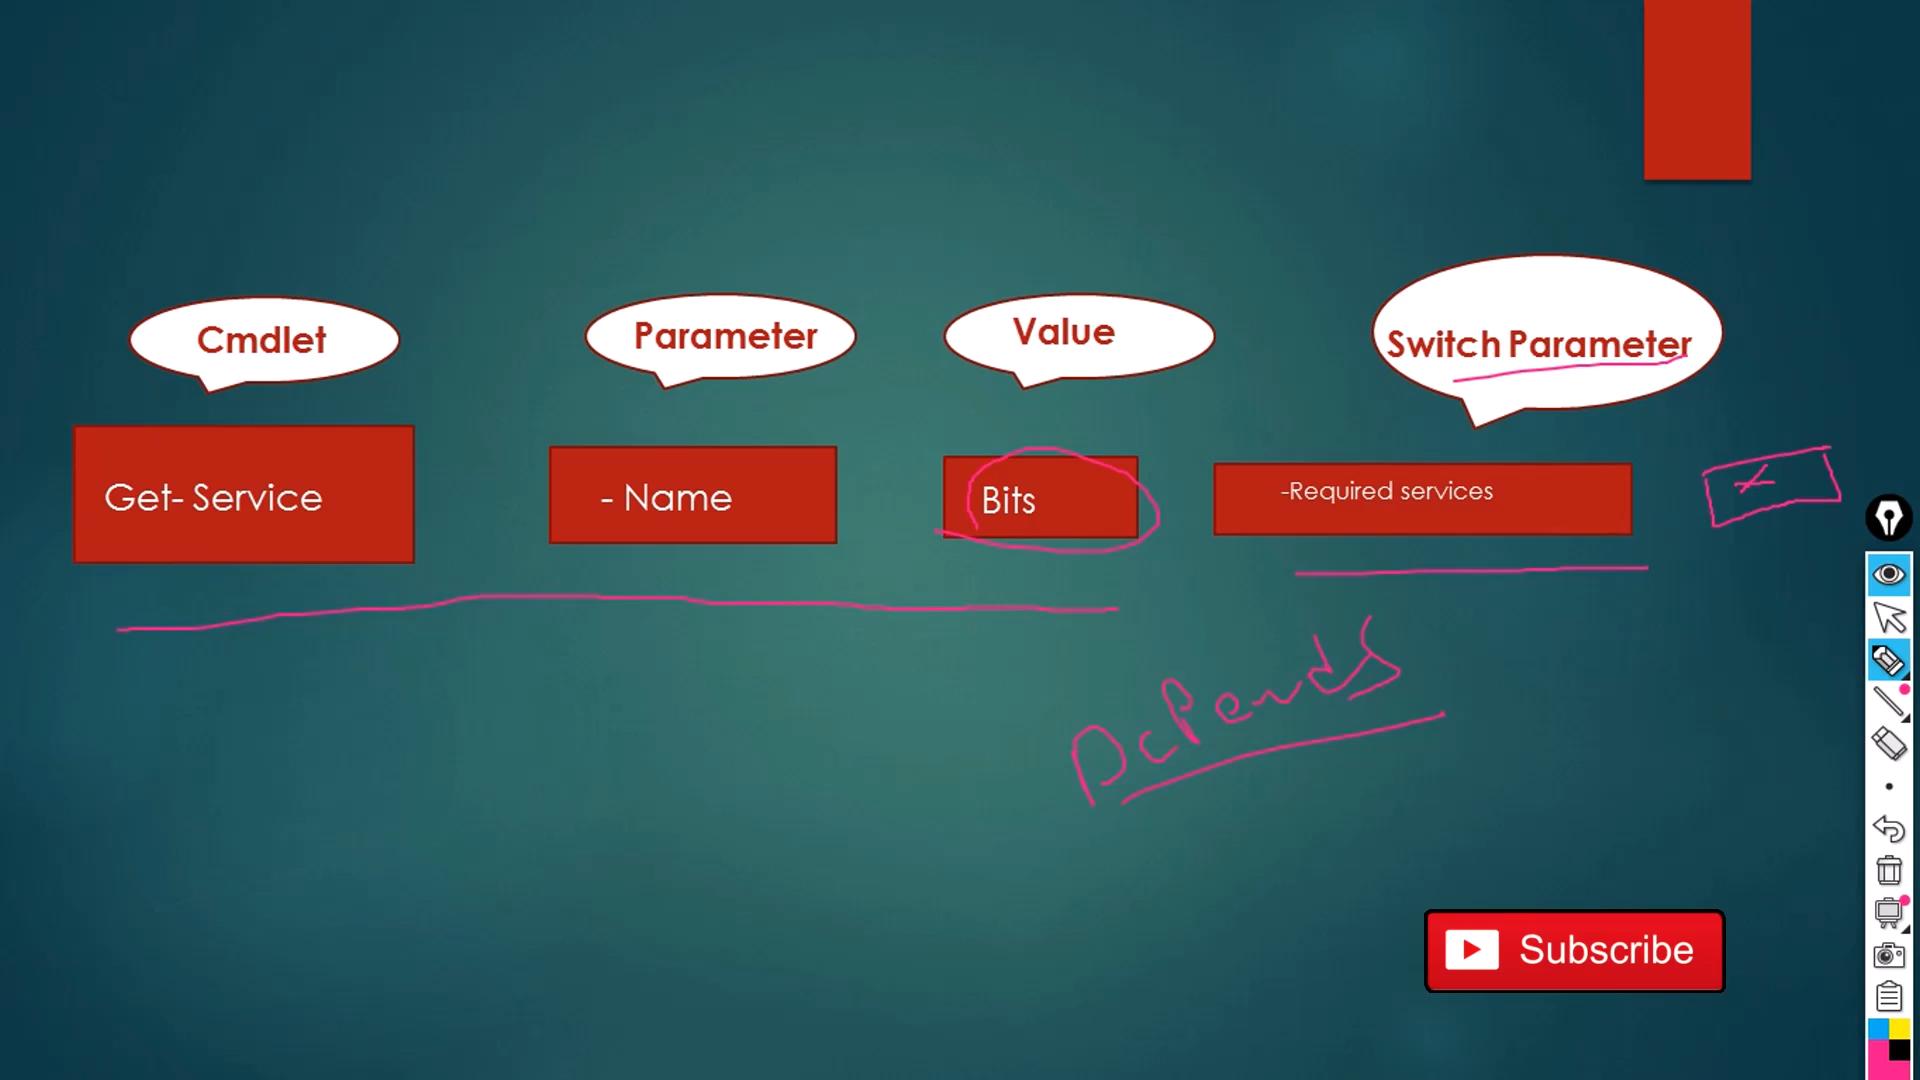 Cmdlet
Parameter
Value
Switch Parameter
Get- Service
- Name
Bits
-Required services
Depends
Subscribe